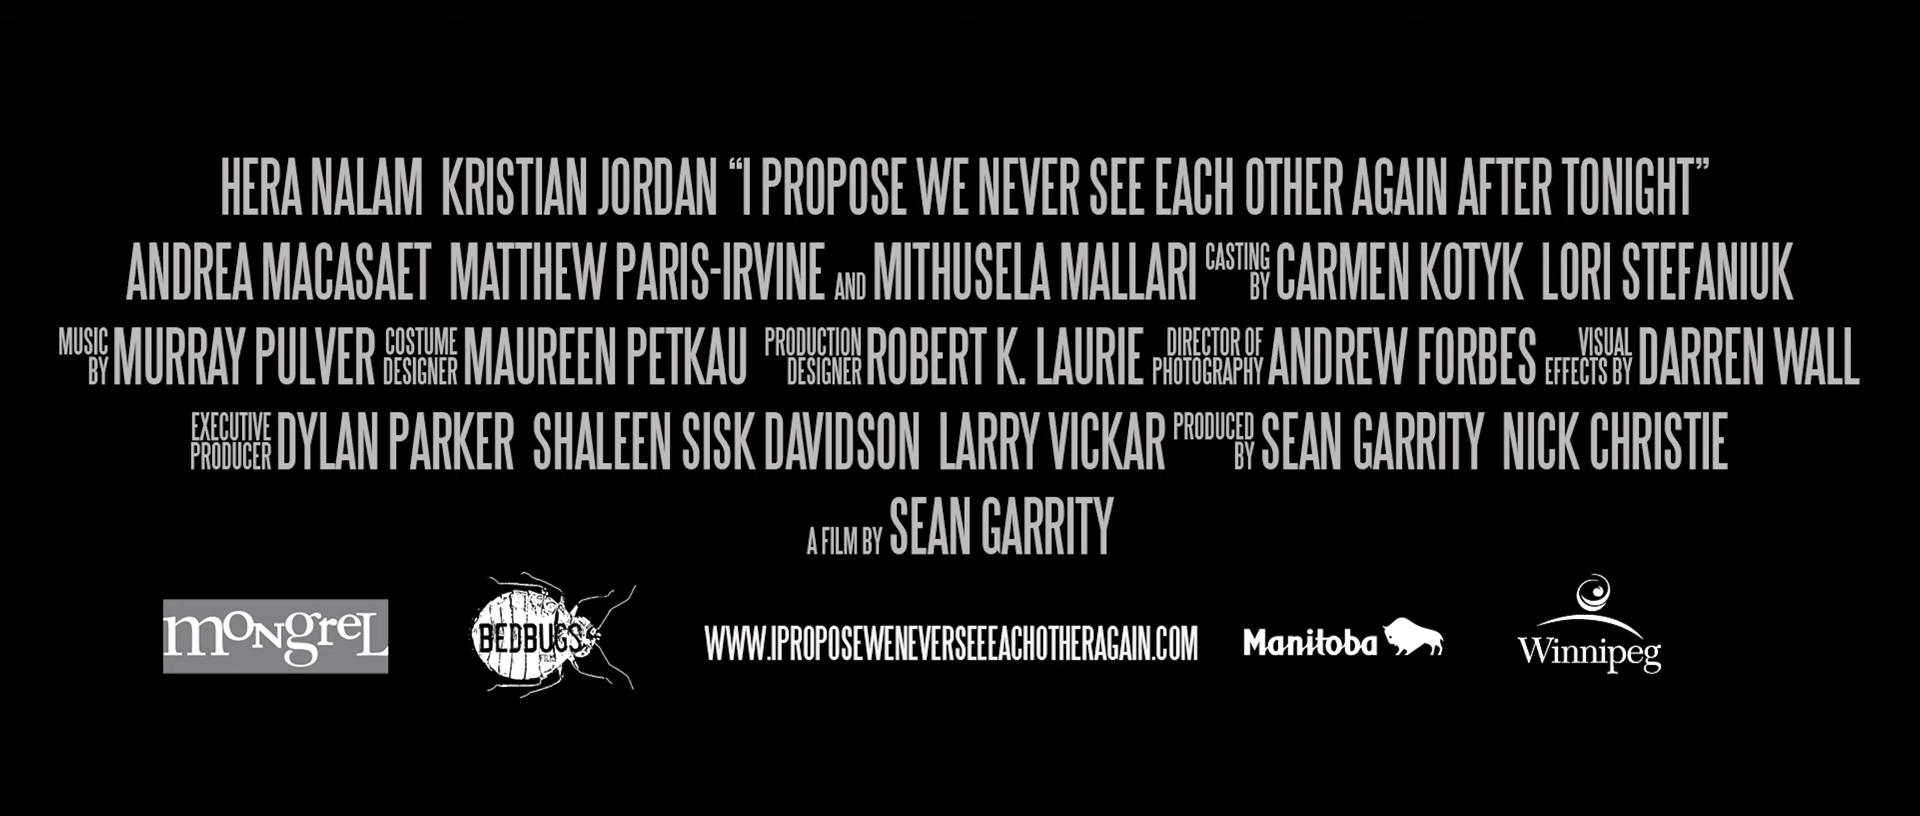 HERA NALAM KRISTIAN JORDAN “I PROPOSE WE NEVER SEE EACH OTHER AGAIN AFTER TONIGHT”
ANDREA MACASAET MATTHEW PARIS-IRVINE AND MITHUSELA MALLARI CASTING BY CARMEN KOTYK LORI STEFANIUK
MUSIC BY MURRAY PULVER COSTUME DESIGNER MAUREEN PETKAU PRODUCTION DESIGNER ROBERT K. LAURIE DIRECTOR OF PHOTOGRAPHY ANDREW FORBES VISUAL EFFECTS BY DARREN WALL
EXECUTIVE PRODUCER DYLAN PARKER SHALEEN SISK DAVIDSON LARRY VICKAR PRODUCED BY SEAN GARRITY NICK CHRISTIE
A FILM BY SEAN GARRITY
mongrel BEDBUGS FILMS WWW.IPROPOSEWENEVERSEEEACHOTHERAGAIN.COM Manitoba Winnipeg